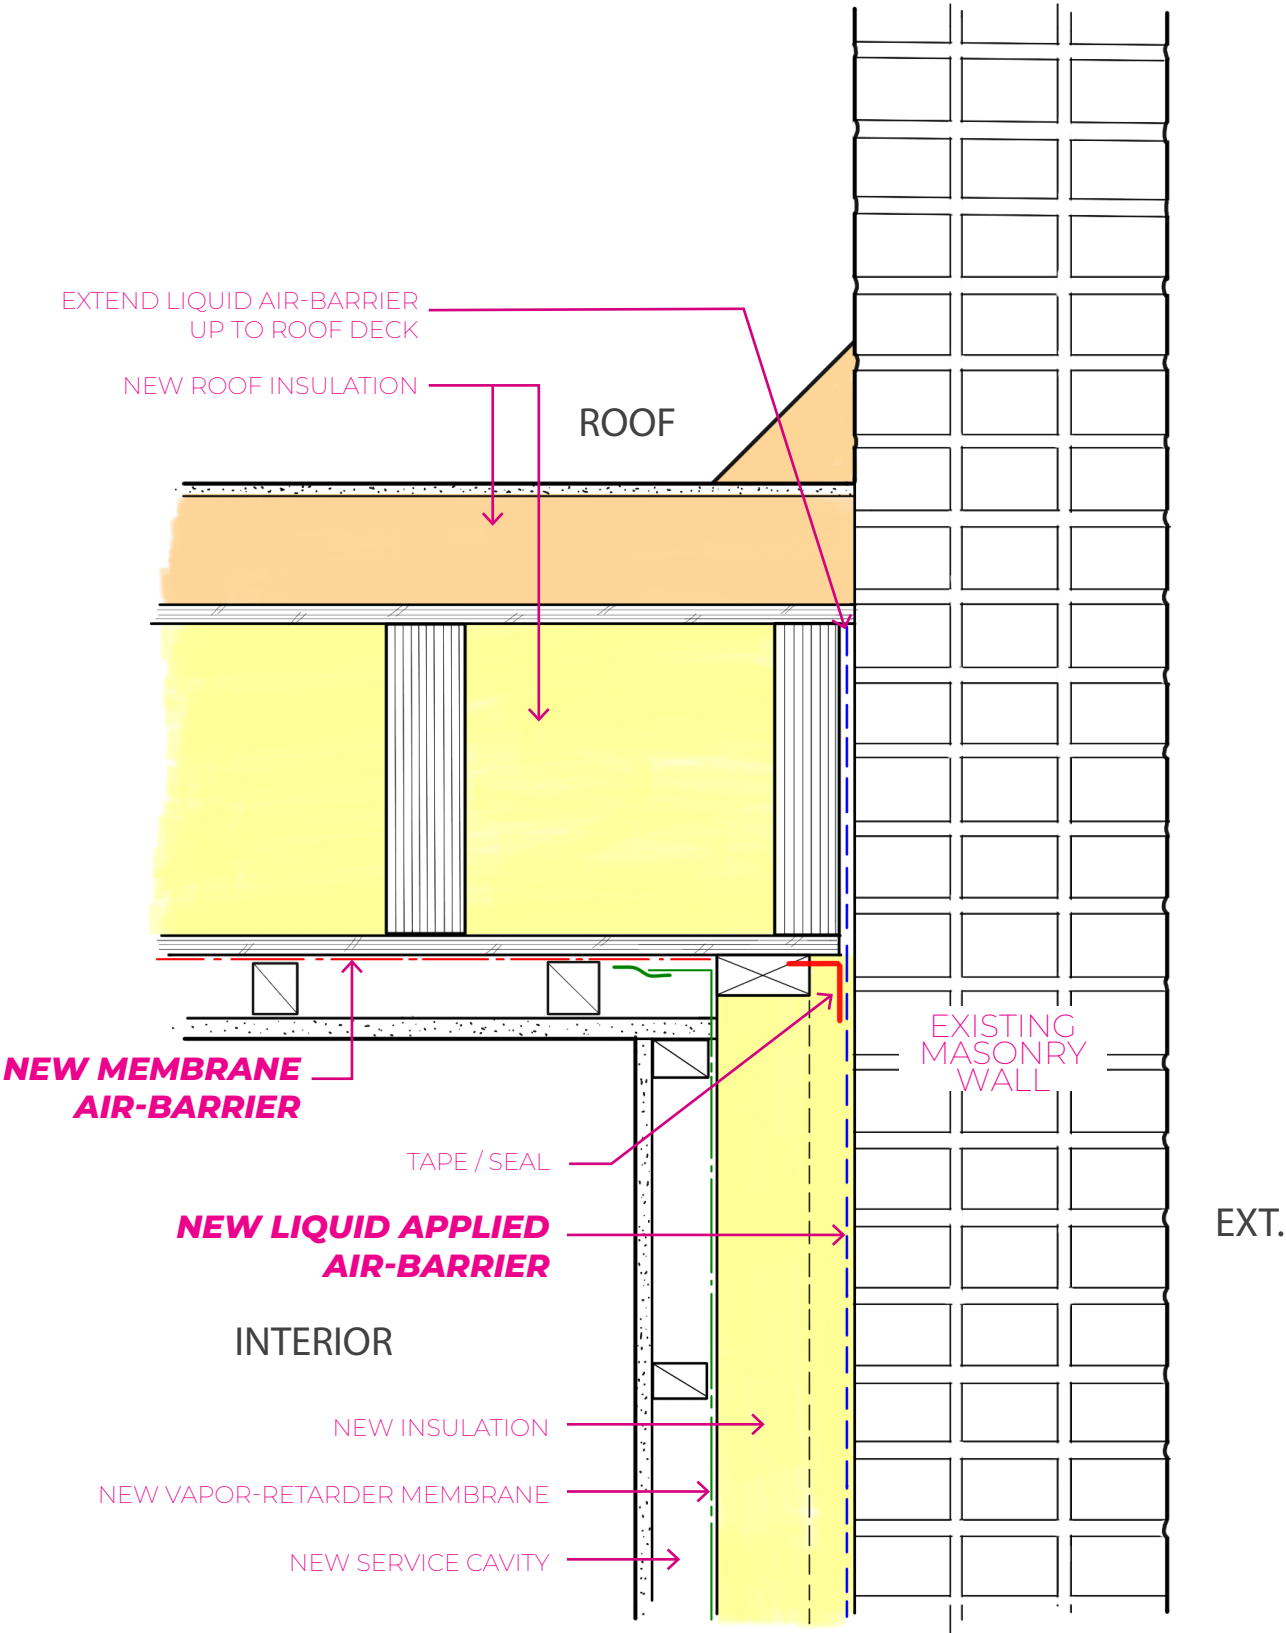 EXTEND LIQUID AIR-BARRIER
UP TO ROOF DECK
NEW ROOF INSULATION
ROOF
EXISTING
MASONRY
WALL
NEW MEMBRANE
AIR-BARRIER
TAPE / SEAL
NEW LIQUID APPLIED
AIR-BARRIER
EXT.
INTERIOR
NEW INSULATION
NEW VAPOR-RETARDER MEMBRANE
NEW SERVICE CAVITY